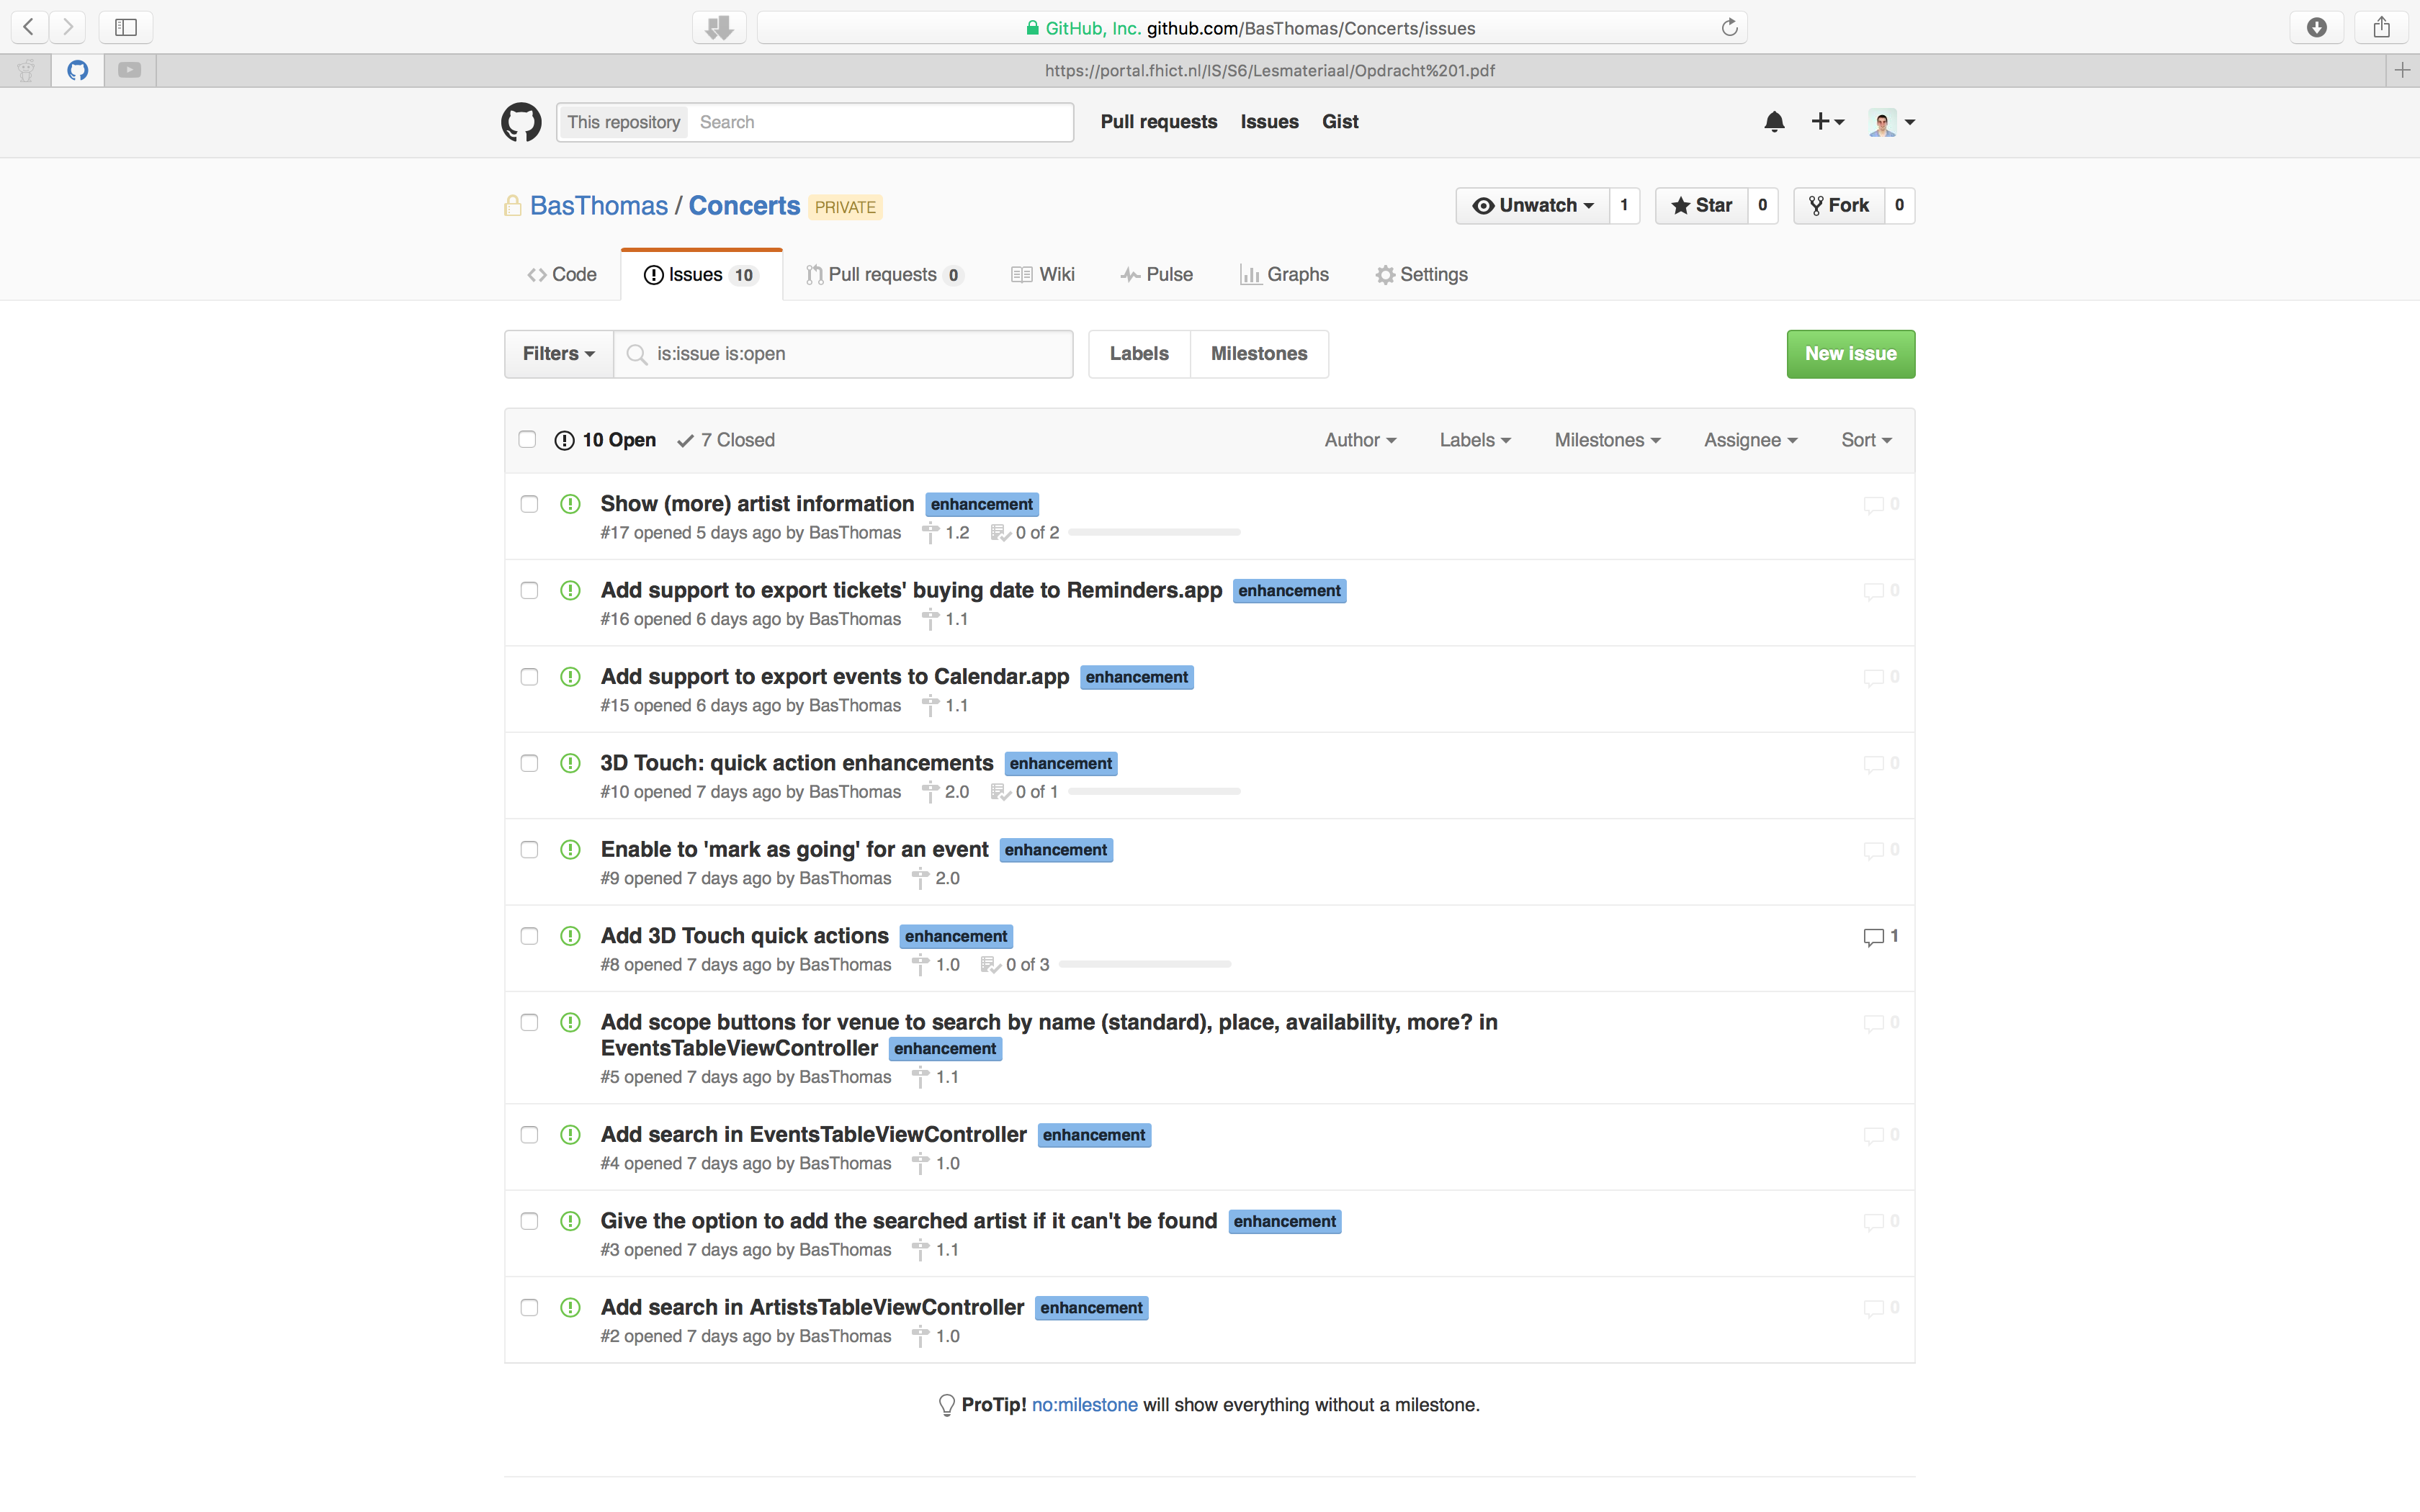 GitHub, Inc. github.com/BasThomas/Concerts/issues
https://portal.fhict.nl/IS/S6/Lesmateriaal/Opdracht%201.pdf
This repository Search Pull requests Issues Gist
BasThomas / Concerts PRIVATE Unwatch 1 Star 0 Fork 0
Code Issues 10 Pull requests 0 Wiki Pulse Graphs Settings
Filters is:issue is:open Labels Milestones New issue
10 Open 7 Closed Author Labels Milestones Assignee Sort
Show (more) artist information enhancement 0
#17 opened 5 days ago by BasThomas 1.2 0 of 2
Add support to export tickets' buying date to Reminders.app enhancement 0
#16 opened 6 days ago by BasThomas 1.1
Add support to export events to Calendar.app enhancement 0
#15 opened 6 days ago by BasThomas 1.1
3D Touch: quick action enhancements enhancement 0
#10 opened 7 days ago by BasThomas 2.0 0 of 1
Enable to 'mark as going' for an event enhancement 0
#9 opened 7 days ago by BasThomas 2.0
Add 3D Touch quick actions enhancement 1
#8 opened 7 days ago by BasThomas 1.0 0 of 3
Add scope buttons for venue to search by name (standard), place, availability, more? in 0
EventsTableViewController enhancement
#5 opened 7 days ago by BasThomas 1.1
Add search in EventsTableViewController enhancement 0
#4 opened 7 days ago by BasThomas 1.0
Give the option to add the searched artist if it can't be found enhancement 0
#3 opened 7 days ago by BasThomas 1.1
Add search in ArtistsTableViewController enhancement 0
#2 opened 7 days ago by BasThomas 1.0
ProTip! no:milestone will show everything without a milestone.